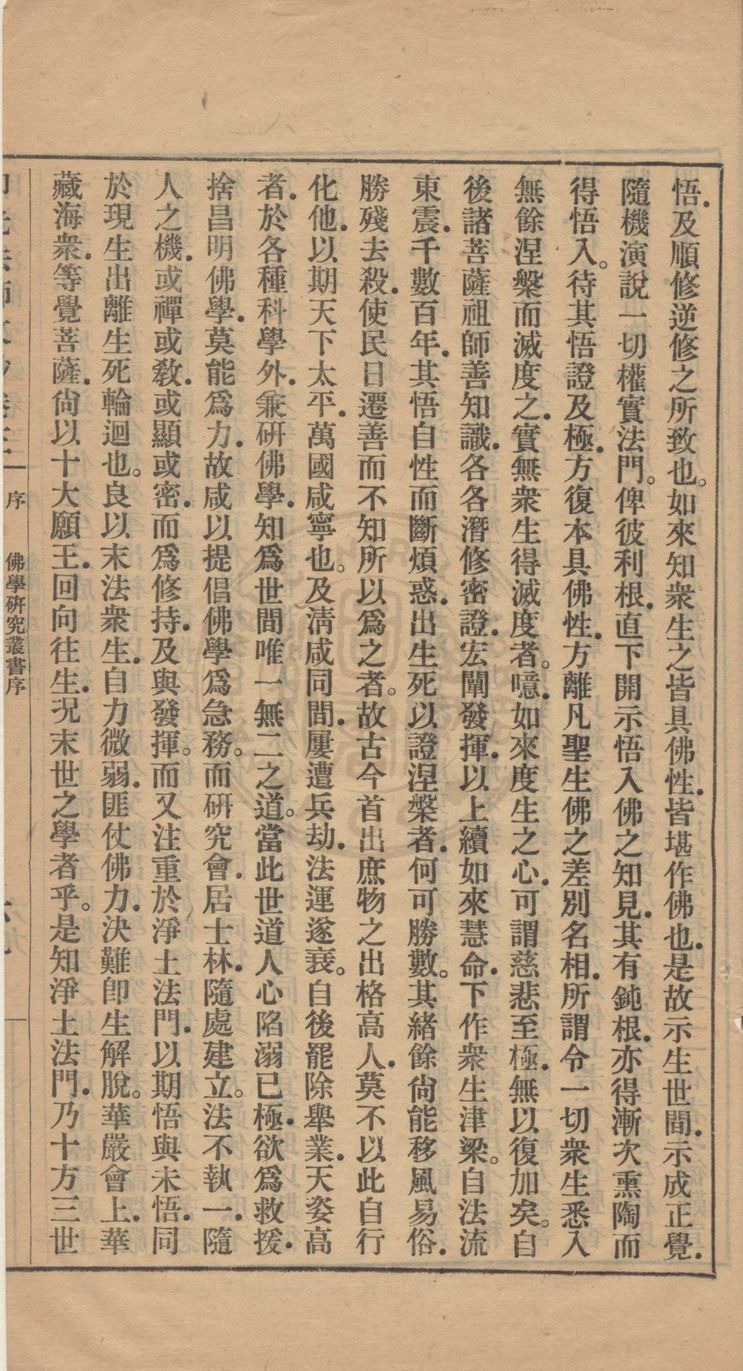 悟.及順修逆修之所致也。如來知衆生之皆具佛性.皆堪作佛也.是故示生世間.示成正覺.
隨機演說一切權實法門。俾彼利根.直下開示悟入佛之知見.其有鈍根.亦得漸次熏陶而
得悟入。待其悟證及極.方復本具佛性.方離凡聖生佛之差別名相.所謂令一切衆生悉入
無餘涅槃而滅度之.實無衆生得滅度者。噫.如來度生之心.可謂慈悲至極.無以復加矣。自
後諸菩薩祖師善知識.各各潛修密證.宏闡發揮.以上續如來慧命.下作衆生津梁。自法流
東震.千數百年.其悟自性而斷煩惑.出生死以證涅槃者.何可勝數。其緒餘尙能移風易俗.
勝殘去殺.使民日遷善而不知所以爲之者。故古今首出庶物之出格高人.莫不以此自行
化他.以期天下太平.萬國咸寧也。及淸咸同間.屢遭兵劫.法運遂衰。自後罷除舉業.天姿高
者.於各種科學外.兼研佛學.知爲世間唯一無二之道。當此世道人心陷溺已極.欲爲救援.
捨昌明佛學.莫能爲力.故咸以提倡佛學爲急務。而研究會.居士林.隨處建立。法不執一.隨
人之機.或禪或教.或顯或密.而爲修持.及與發揮。而又注重於淨土法門.以期悟與未悟.同
於現生出離生死輪迴也。良以末法衆生.自力微弱.匪仗佛力.決難卽生解脫。華嚴會上.華
藏海衆.等覺菩薩.尙以十大願王.回向往生.況末世之學者乎。是知淨土法門.乃十方三世
序 佛學研究叢書序